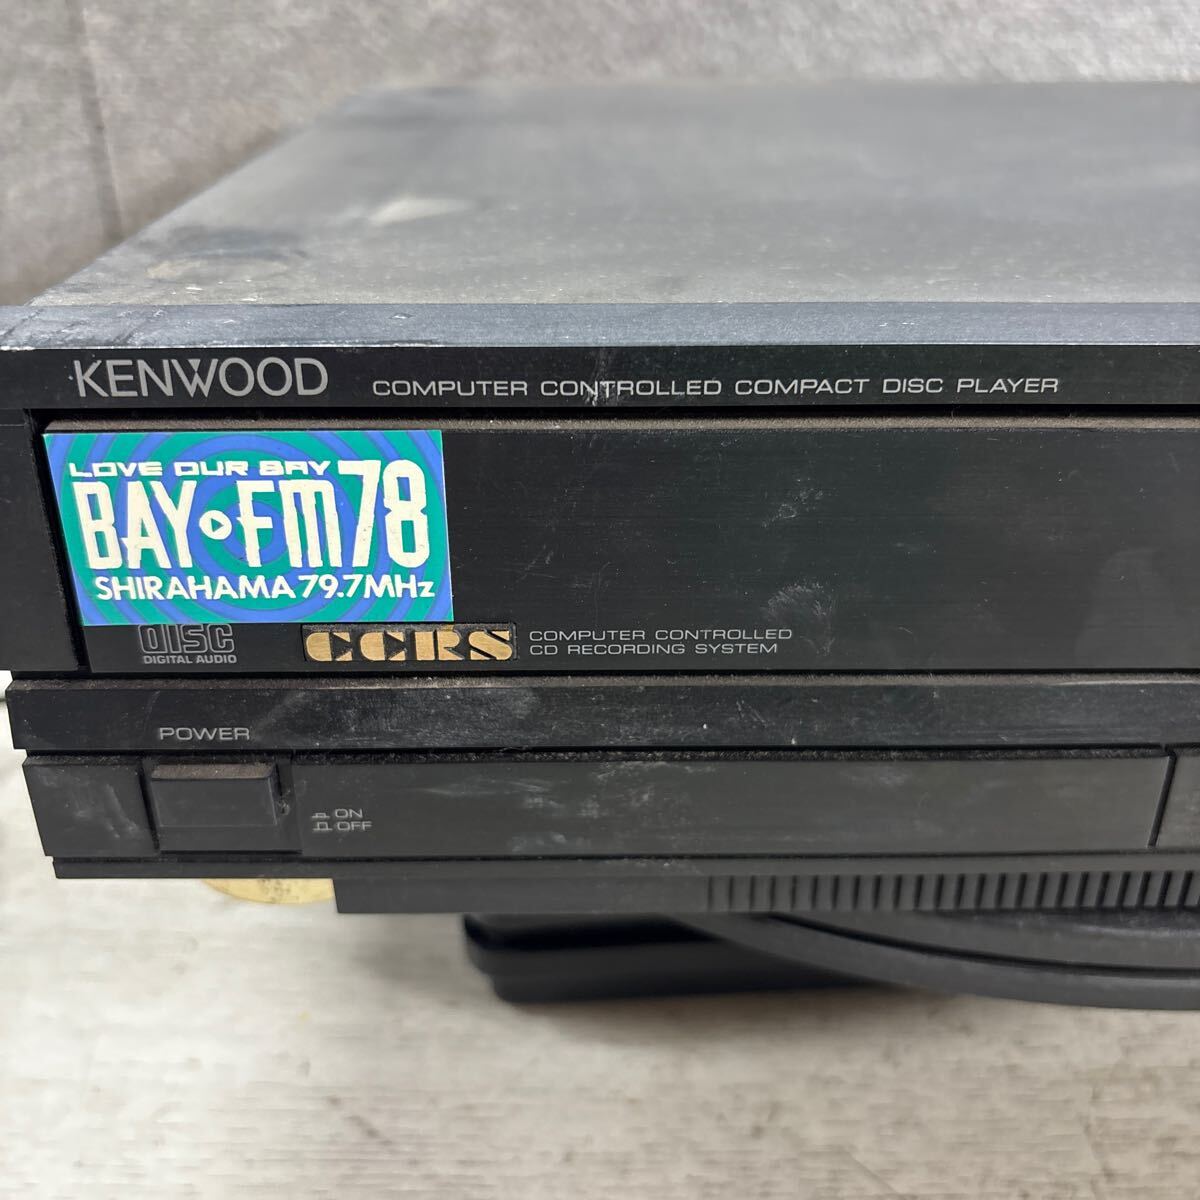 KENWOOD COMPUTER CONTROLLED COMPACT DISC PLAYER
LOVE OUR BAY
BAY FM78
SHIRAHAMA 79.7MHz
DISC
DIGITAL AUDIO
CCRS
COMPUTER CONTROLLED
CD RECORDING SYSTEM
POWER
ON
OFF